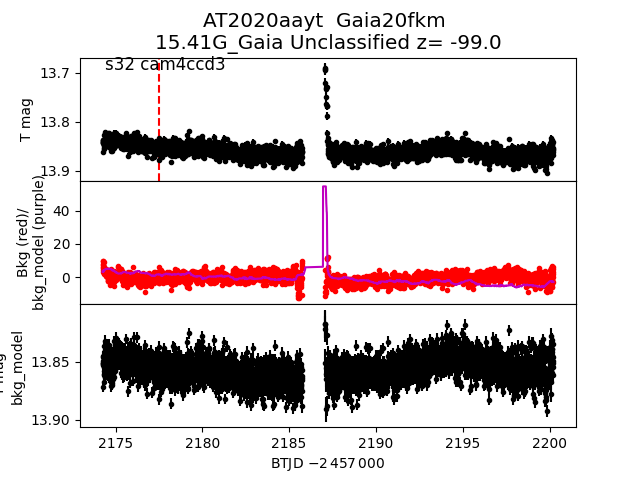 AT2020aayt  Gaia20fkm
15.41G_Gaia Unclassified z= -99.0
s32 cam4ccd3
13.7
13.8
13.9
T mag
40
20
0
Bkg (red)/
bkg_model (purple)
13.85
13.90
mag
bkg_model
2175
2180
2185
2190
2195
2200
BTJD −2 457 000